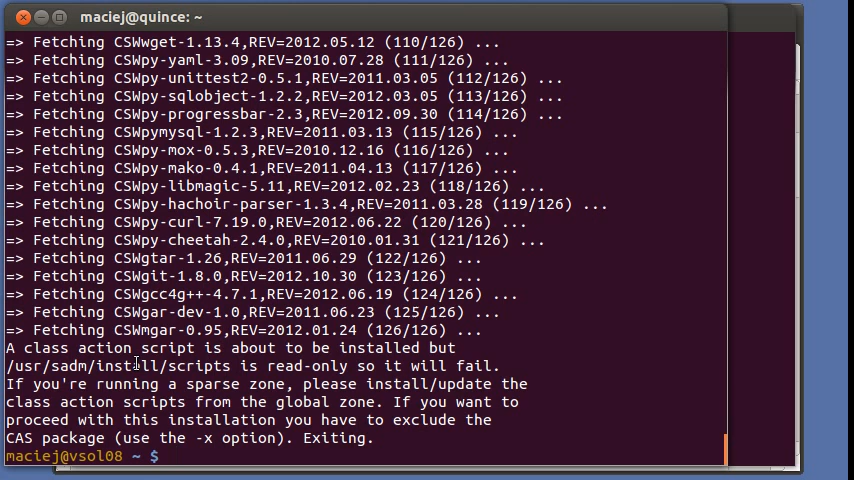 maciej@quince: ~
=> Fetching CSWwget-1.13.4,REV=2012.05.12 (110/126) ...
=> Fetching CSWpy-yaml-3.09,REV=2010.07.28 (111/126) ...
=> Fetching CSWpy-unittest2-0.5.1,REV=2011.03.05 (112/126) ...
=> Fetching CSWpy-sqlobject-1.2.2,REV=2012.03.05 (113/126) ...
=> Fetching CSWpy-progressbar-2.3,REV=2012.09.30 (114/126) ...
=> Fetching CSWpymysql-1.2.3,REV=2011.03.13 (115/126) ...
=> Fetching CSWpy-mox-0.5.3,REV=2010.12.16 (116/126) ...
=> Fetching CSWpy-mako-0.4.1,REV=2011.04.13 (117/126) ...
=> Fetching CSWpy-libmagic-5.11,REV=2012.02.23 (118/126) ...
=> Fetching CSWpy-hachoir-parser-1.3.4,REV=2011.03.28 (119/126) ...
=> Fetching CSWpy-curl-7.19.0,REV=2012.06.22 (120/126) ...
=> Fetching CSWpy-cheetah-2.4.0,REV=2010.01.31 (121/126) ...
=> Fetching CSWgtar-1.26,REV=2011.06.29 (122/126) ...
=> Fetching CSWgit-1.8.0,REV=2012.10.30 (123/126) ...
=> Fetching CSWgcc4g++-4.7.1,REV=2012.06.19 (124/126) ...
=> Fetching CSWgar-dev-1.0,REV=2011.06.23 (125/126) ...
=> Fetching CSWmgar-0.95,REV=2012.01.24 (126/126) ...
A class action script is about to be installed but
/usr/sadm/install/scripts is read-only so it will fail.
If you're running a sparse zone, please install/update the
class action scripts from the global zone. If you want to
proceed with this installation you have to exclude the
CAS package (use the -x option). Exiting.
maciej@vsol08 ~ $